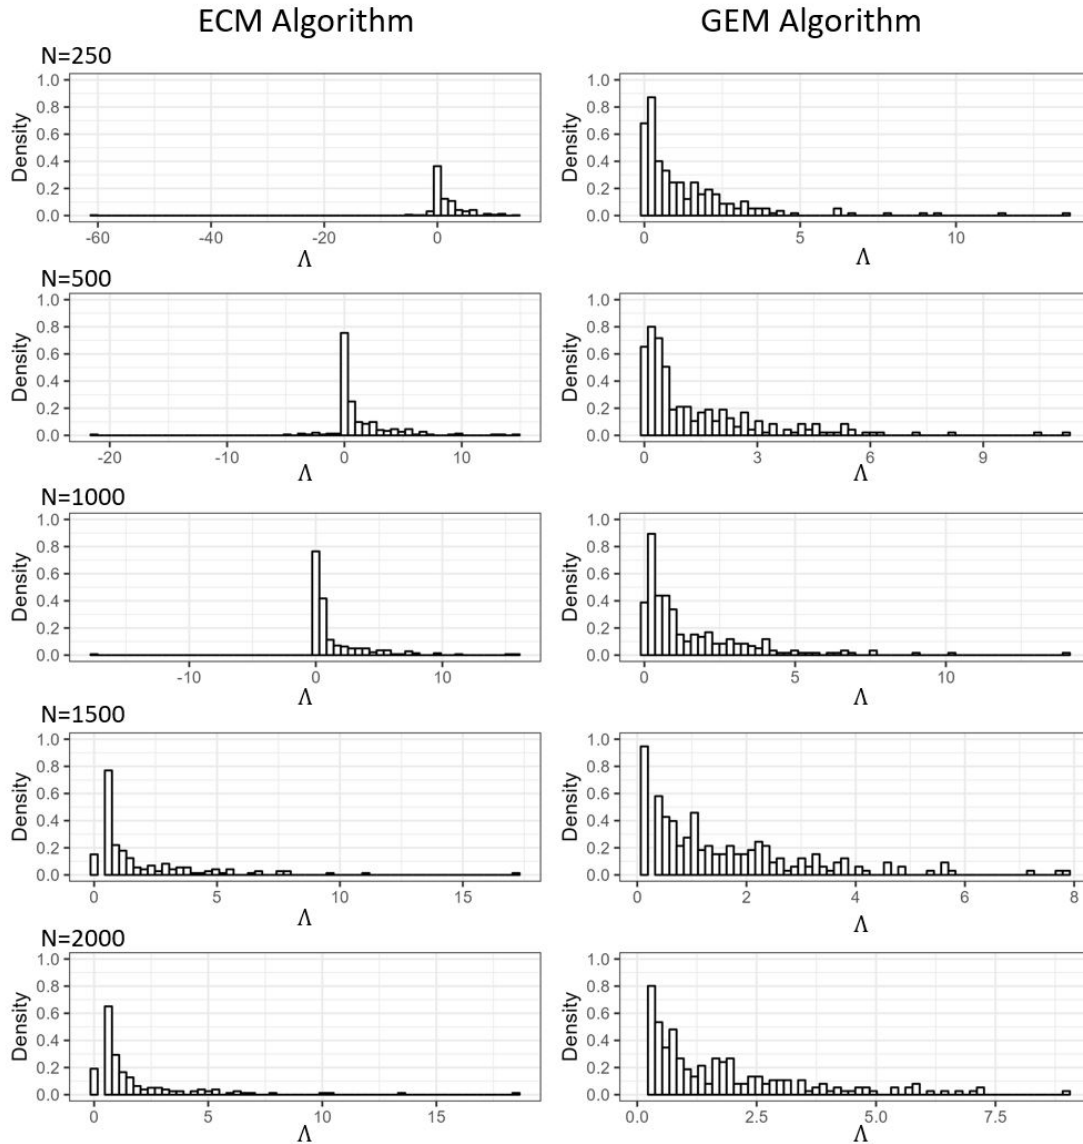 ECM Algorithm GEM Algorithm
N=250
1.0 1.0
0.8 0.8
0.6 0.6
0.4 0.4
0.2 0.2
0.0 0.0
Density Density
-60 -40 -20 0 0 5 10
Λ Λ
N=500
1.0 1.0
0.8 0.8
0.6 0.6
0.4 0.4
0.2 0.2
0.0 0.0
Density Density
-20 -10 0 10 0 3 6 9
Λ Λ
N=1000
1.0 1.0
0.8 0.8
0.6 0.6
0.4 0.4
0.2 0.2
0.0 0.0
Density Density
-10 0 10 0 5 10
Λ Λ
N=1500
1.0 1.0
0.8 0.8
0.6 0.6
0.4 0.4
0.2 0.2
0.0 0.0
Density Density
0 5 10 15 0 2 4 6 8
Λ Λ
N=2000
1.0 1.0
0.8 0.8
0.6 0.6
0.4 0.4
0.2 0.2
0.0 0.0
Density Density
0 5 10 15 0.0 2.5 5.0 7.5
Λ Λ